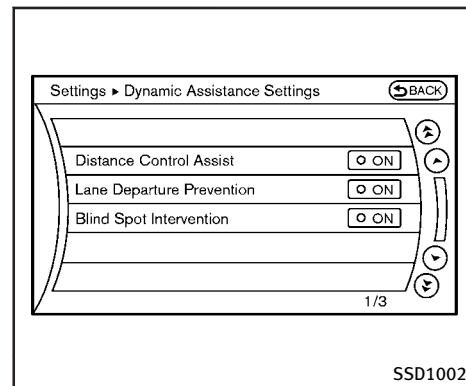 Settings ▸ Dynamic Assistance Settings BACK
Distance Control Assist ON
Lane Departure Prevention ON
Blind Spot Intervention ON
1/3
SSD1002